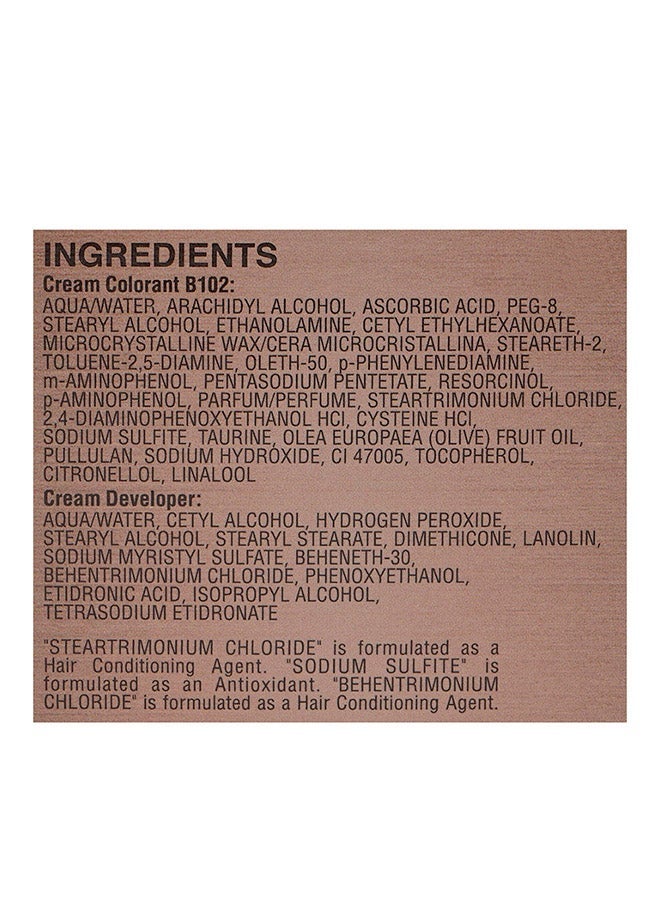 INGREDIENTS
Cream Colorant B102:
AQUA/WATER, ARACHIDYL ALCOHOL, ASCORBIC ACID, PEG-8,
STEARYL ALCOHOL, ETHANOLAMINE, CETYL ETHYLHEXANOATE,
MICROCRYSTALLINE WAX/CERA MICROCRISTALLINA, STEARETH-2,
TOLUENE-2,5-DIAMINE, OLETH-50, p-PHENYLENEDIAMINE,
m-AMINOPHENOL, PENTASODIUM PENTETATE, RESORCINOL,
p-AMINOPHENOL, PARFUM/PERFUME, STEARTRIMONIUM CHLORIDE,
2,4-DIAMINOPHENOXYETHANOL HCl, CYSTEINE HCl,
SODIUM SULFITE, TAURINE, OLEA EUROPAEA (OLIVE) FRUIT OIL,
PULLULAN, SODIUM HYDROXIDE, CI 47005, TOCOPHEROL,
CITRONELLOL, LINALOOL
Cream Developer:
AQUA/WATER, CETYL ALCOHOL, HYDROGEN PEROXIDE,
STEARYL ALCOHOL, STEARYL STEARATE, DIMETHICONE, LANOLIN,
SODIUM MYRISTYL SULFATE, BEHENETH-30,
BEHENTRIMONIUM CHLORIDE, PHENOXYETHANOL,
ETIDRONIC ACID, ISOPROPYL ALCOHOL,
TETRASODIUM ETIDRONATE
"STEARTRIMONIUM CHLORIDE" is formulated as a
Hair Conditioning Agent. "SODIUM SULFITE" is
formulated as an Antioxidant. "BEHENTRIMONIUM
CHLORIDE" is formulated as a Hair Conditioning Agent.